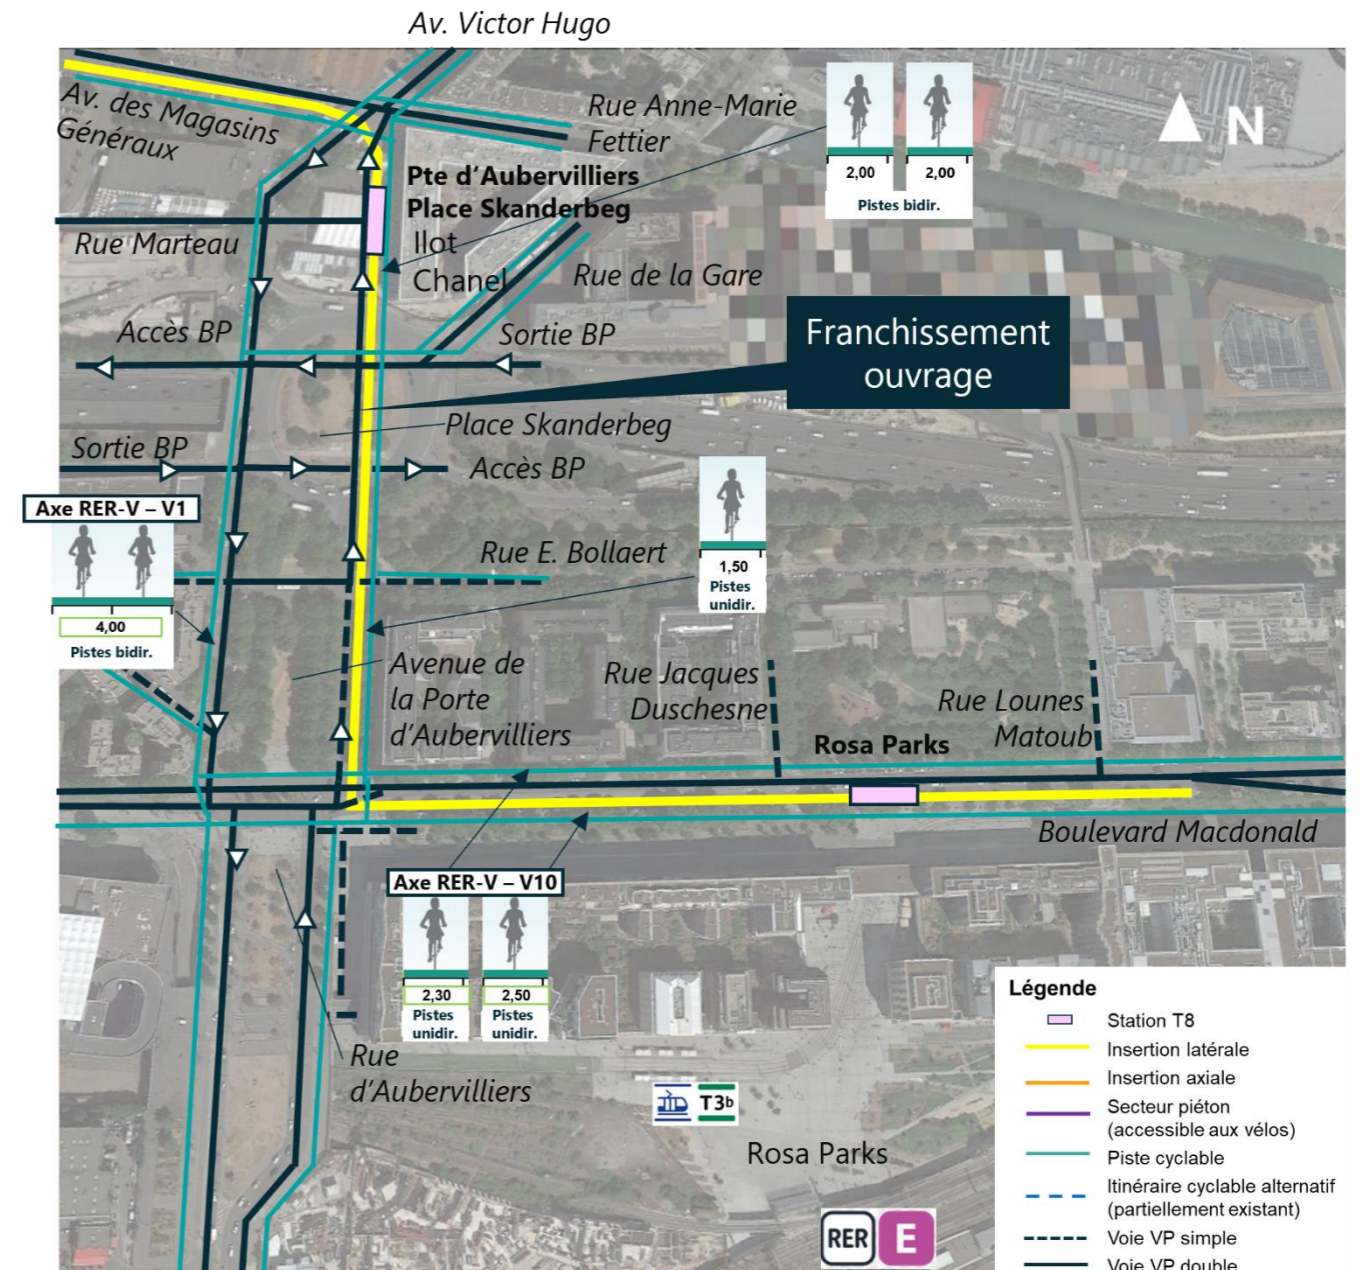 Av. Victor Hugo
Av. des Magasins
Généraux
Rue Anne-Marie
Fettier
N
2,00
2,00
Pistes bidir.
Pte d'Aubervilliers
Place Skanderbeg
Ilot
Chanel
Rue Marteau
Rue de la Gare
Accès BP
Sortie BP
Franchissement
ouvrage
Place Skanderbeg
Sortie BP
Accès BP
Axe RER-V – V1
4,00
Pistes bidir.
Rue E. Bollaert
1,50
Pistes
unidir.
Avenue de
la Porte
d'Aubervilliers
Rue Jacques
Duschesne
Rue Lounes
Matoub
Rosa Parks
Boulevard Macdonald
Axe RER-V – V10
2,30
2,50
Pistes
unidir.
Pistes
unidir.
Rue
d'Aubervilliers
T3b
Rosa Parks
RER E
Légende
Station T8
Insertion latérale
Insertion axiale
Secteur piéton
(accessible aux vélos)
Piste cyclable
Itinéraire cyclable alternatif
(partiellement existant)
Voie VP simple
Voie VP double